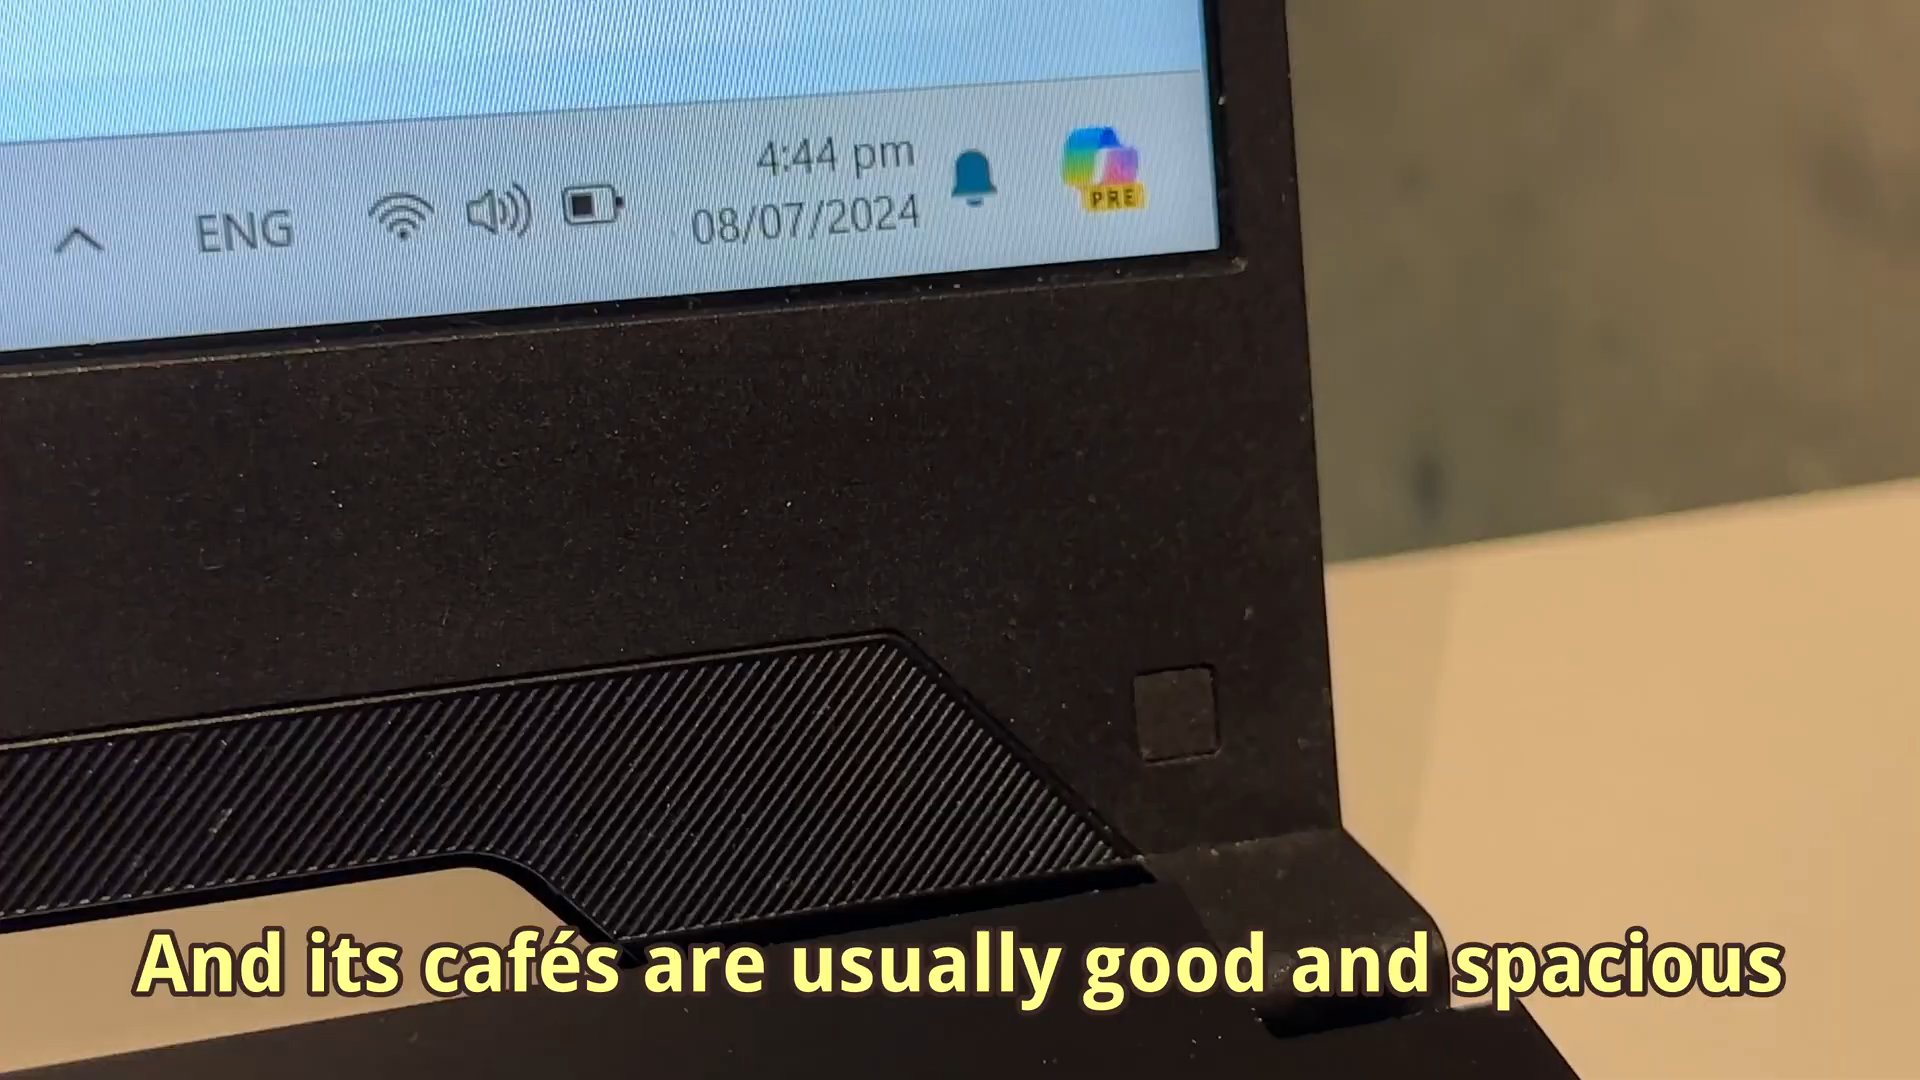 4:44 pm
ENG
08/07/2024
PRE
And its cafés are usually good and spacious